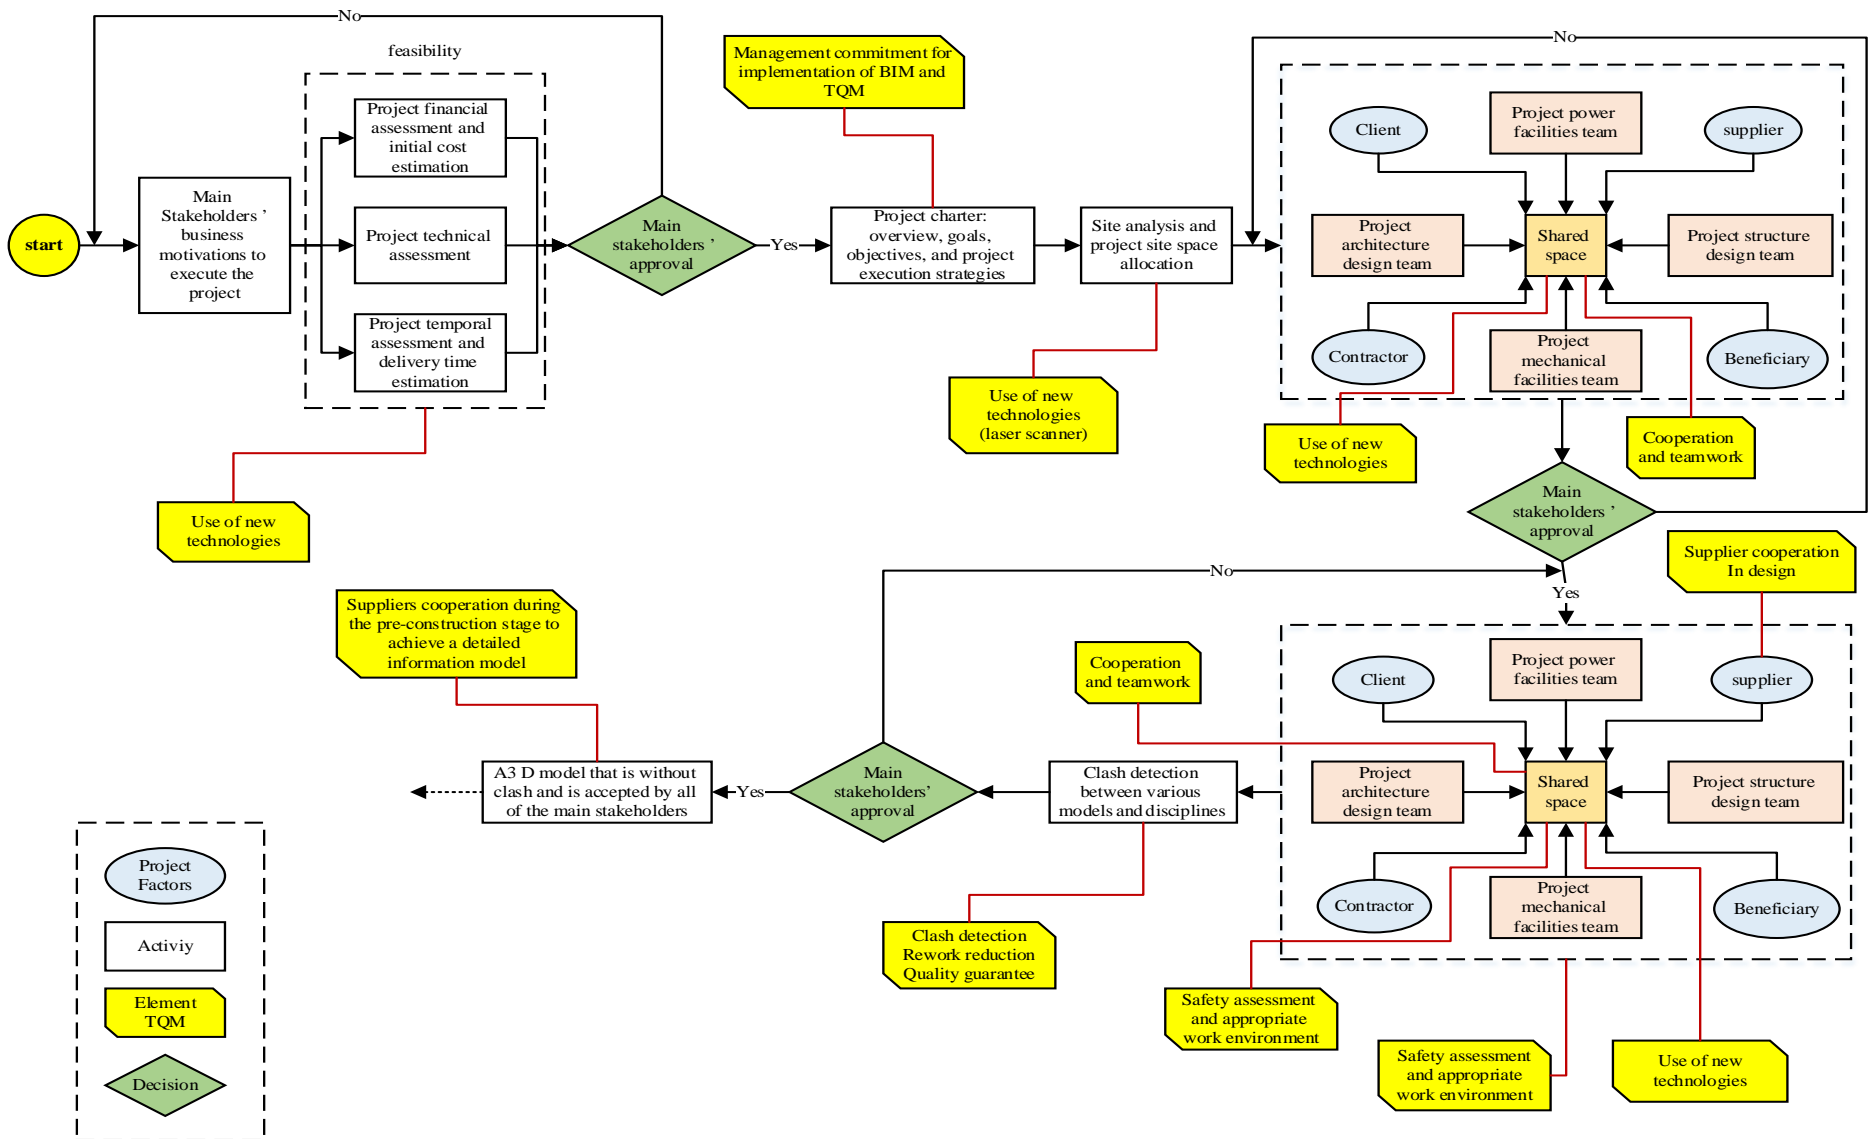 No
feasibility
start
Main
Stakeholders ’
business
motivations to
execute the
project
Project financial
assessment and
initial cost
estimation
Project technical
assessment
Project temporal
assessment and
delivery time
estimation
Use of new
technologies
Main
stakeholders ’
approval
Yes
Management commitment for
implementation of BIM and
TQM
Project charter:
overview, goals,
objectives, and project
execution strategies
Site analysis and
project site space
allocation
Use of new
technologies
(laser scanner)
No
Client
Project power
facilities team
supplier
Project
architecture
design team
Shared
space
Project structure
design team
Contractor
Project
mechanical
facilities team
Beneficiary
Use of new
technologies
Cooperation
and teamwork
Main
stakeholders ’
approval
Yes
Supplier cooperation
In design
Client
Project power
facilities team
supplier
Project
architecture
design team
Shared
space
Project structure
design team
Contractor
Project
mechanical
facilities team
Beneficiary
Safety assessment
and appropriate
work environment
Safety assessment
and appropriate
work environment
Use of new
technologies
Cooperation
and teamwork
Clash detection
between various
models and disciplines
Clash detection
Rework reduction
Quality guarantee
No
Main
stakeholders’
approval
Yes
Suppliers cooperation during
the pre-construction stage to
achieve a detailed
information model
A3 D model that is without
clash and is accepted by all
of the main stakeholders
Project
Factors
Activiy
Element
TQM
Decision